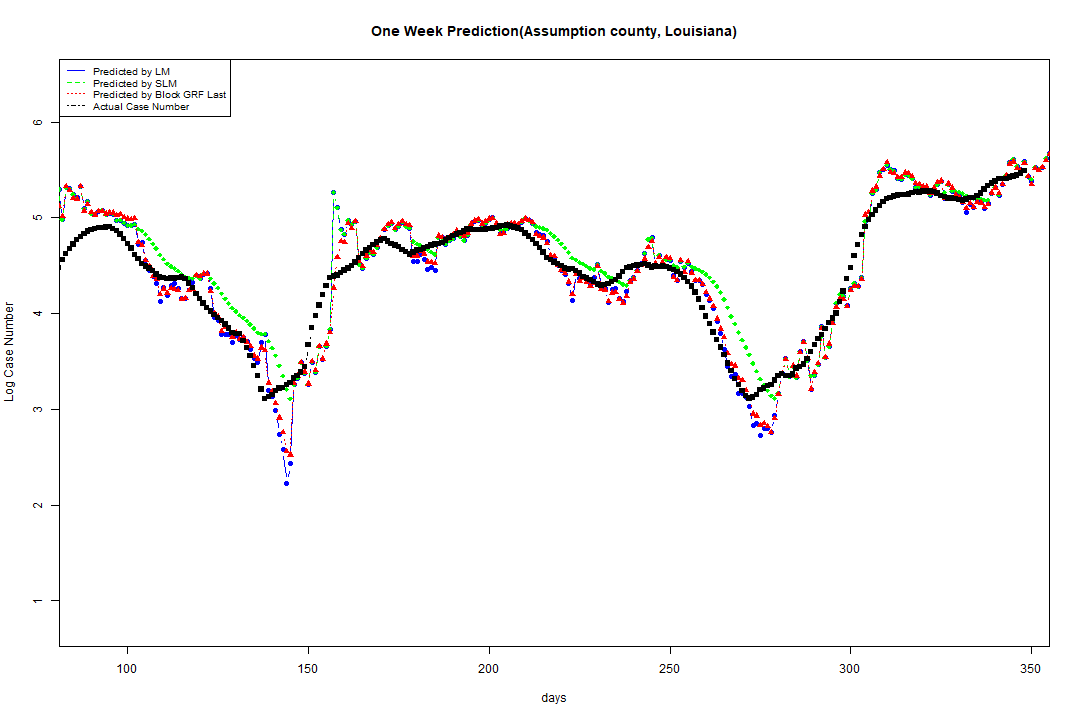 One Week Prediction(Assumption county, Louisiana)
Predicted by LM
Predicted by SLM
Predicted by Block GRF Last
Actual Case Number
6
5
4
3
2
1
Log Case Number
100 150 200 250 300 350
days